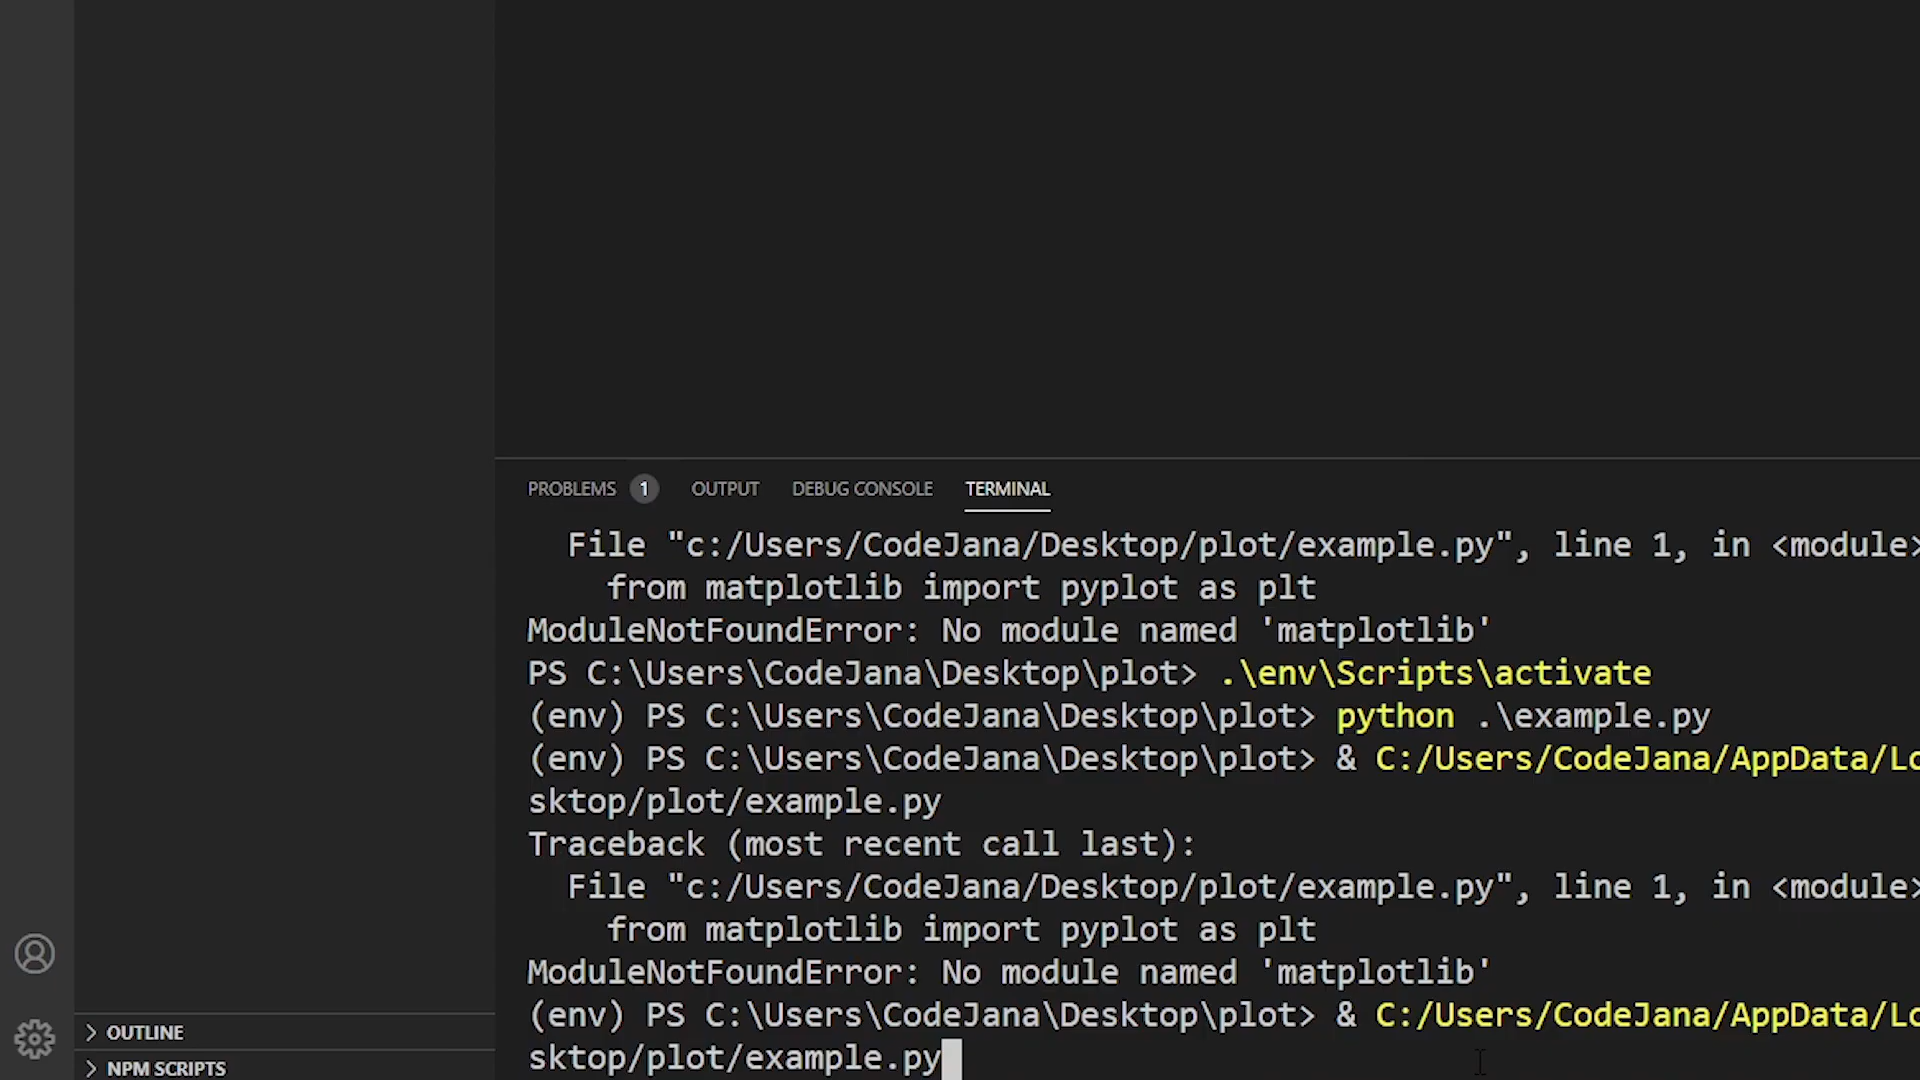 PROBLEMS 1 OUTPUT DEBUG CONSOLE TERMINAL
File "c:/Users/CodeJana/Desktop/plot/example.py", line 1, in <module>
from matplotlib import pyplot as plt
ModuleNotFoundError: No module named 'matplotlib'
PS C:\Users\CodeJana\Desktop\plot> .\env\Scripts\activate
(env) PS C:\Users\CodeJana\Desktop\plot> python .\example.py
(env) PS C:\Users\CodeJana\Desktop\plot> & C:/Users/CodeJana/AppData/Lo
sktop/plot/example.py
Traceback (most recent call last):
File "c:/Users/CodeJana/Desktop/plot/example.py", line 1, in <module>
from matplotlib import pyplot as plt
ModuleNotFoundError: No module named 'matplotlib'
(env) PS C:\Users\CodeJana\Desktop\plot> & C:/Users/CodeJana/AppData/Lo
sktop/plot/example.py
OUTLINE
NPM SCRIPTS